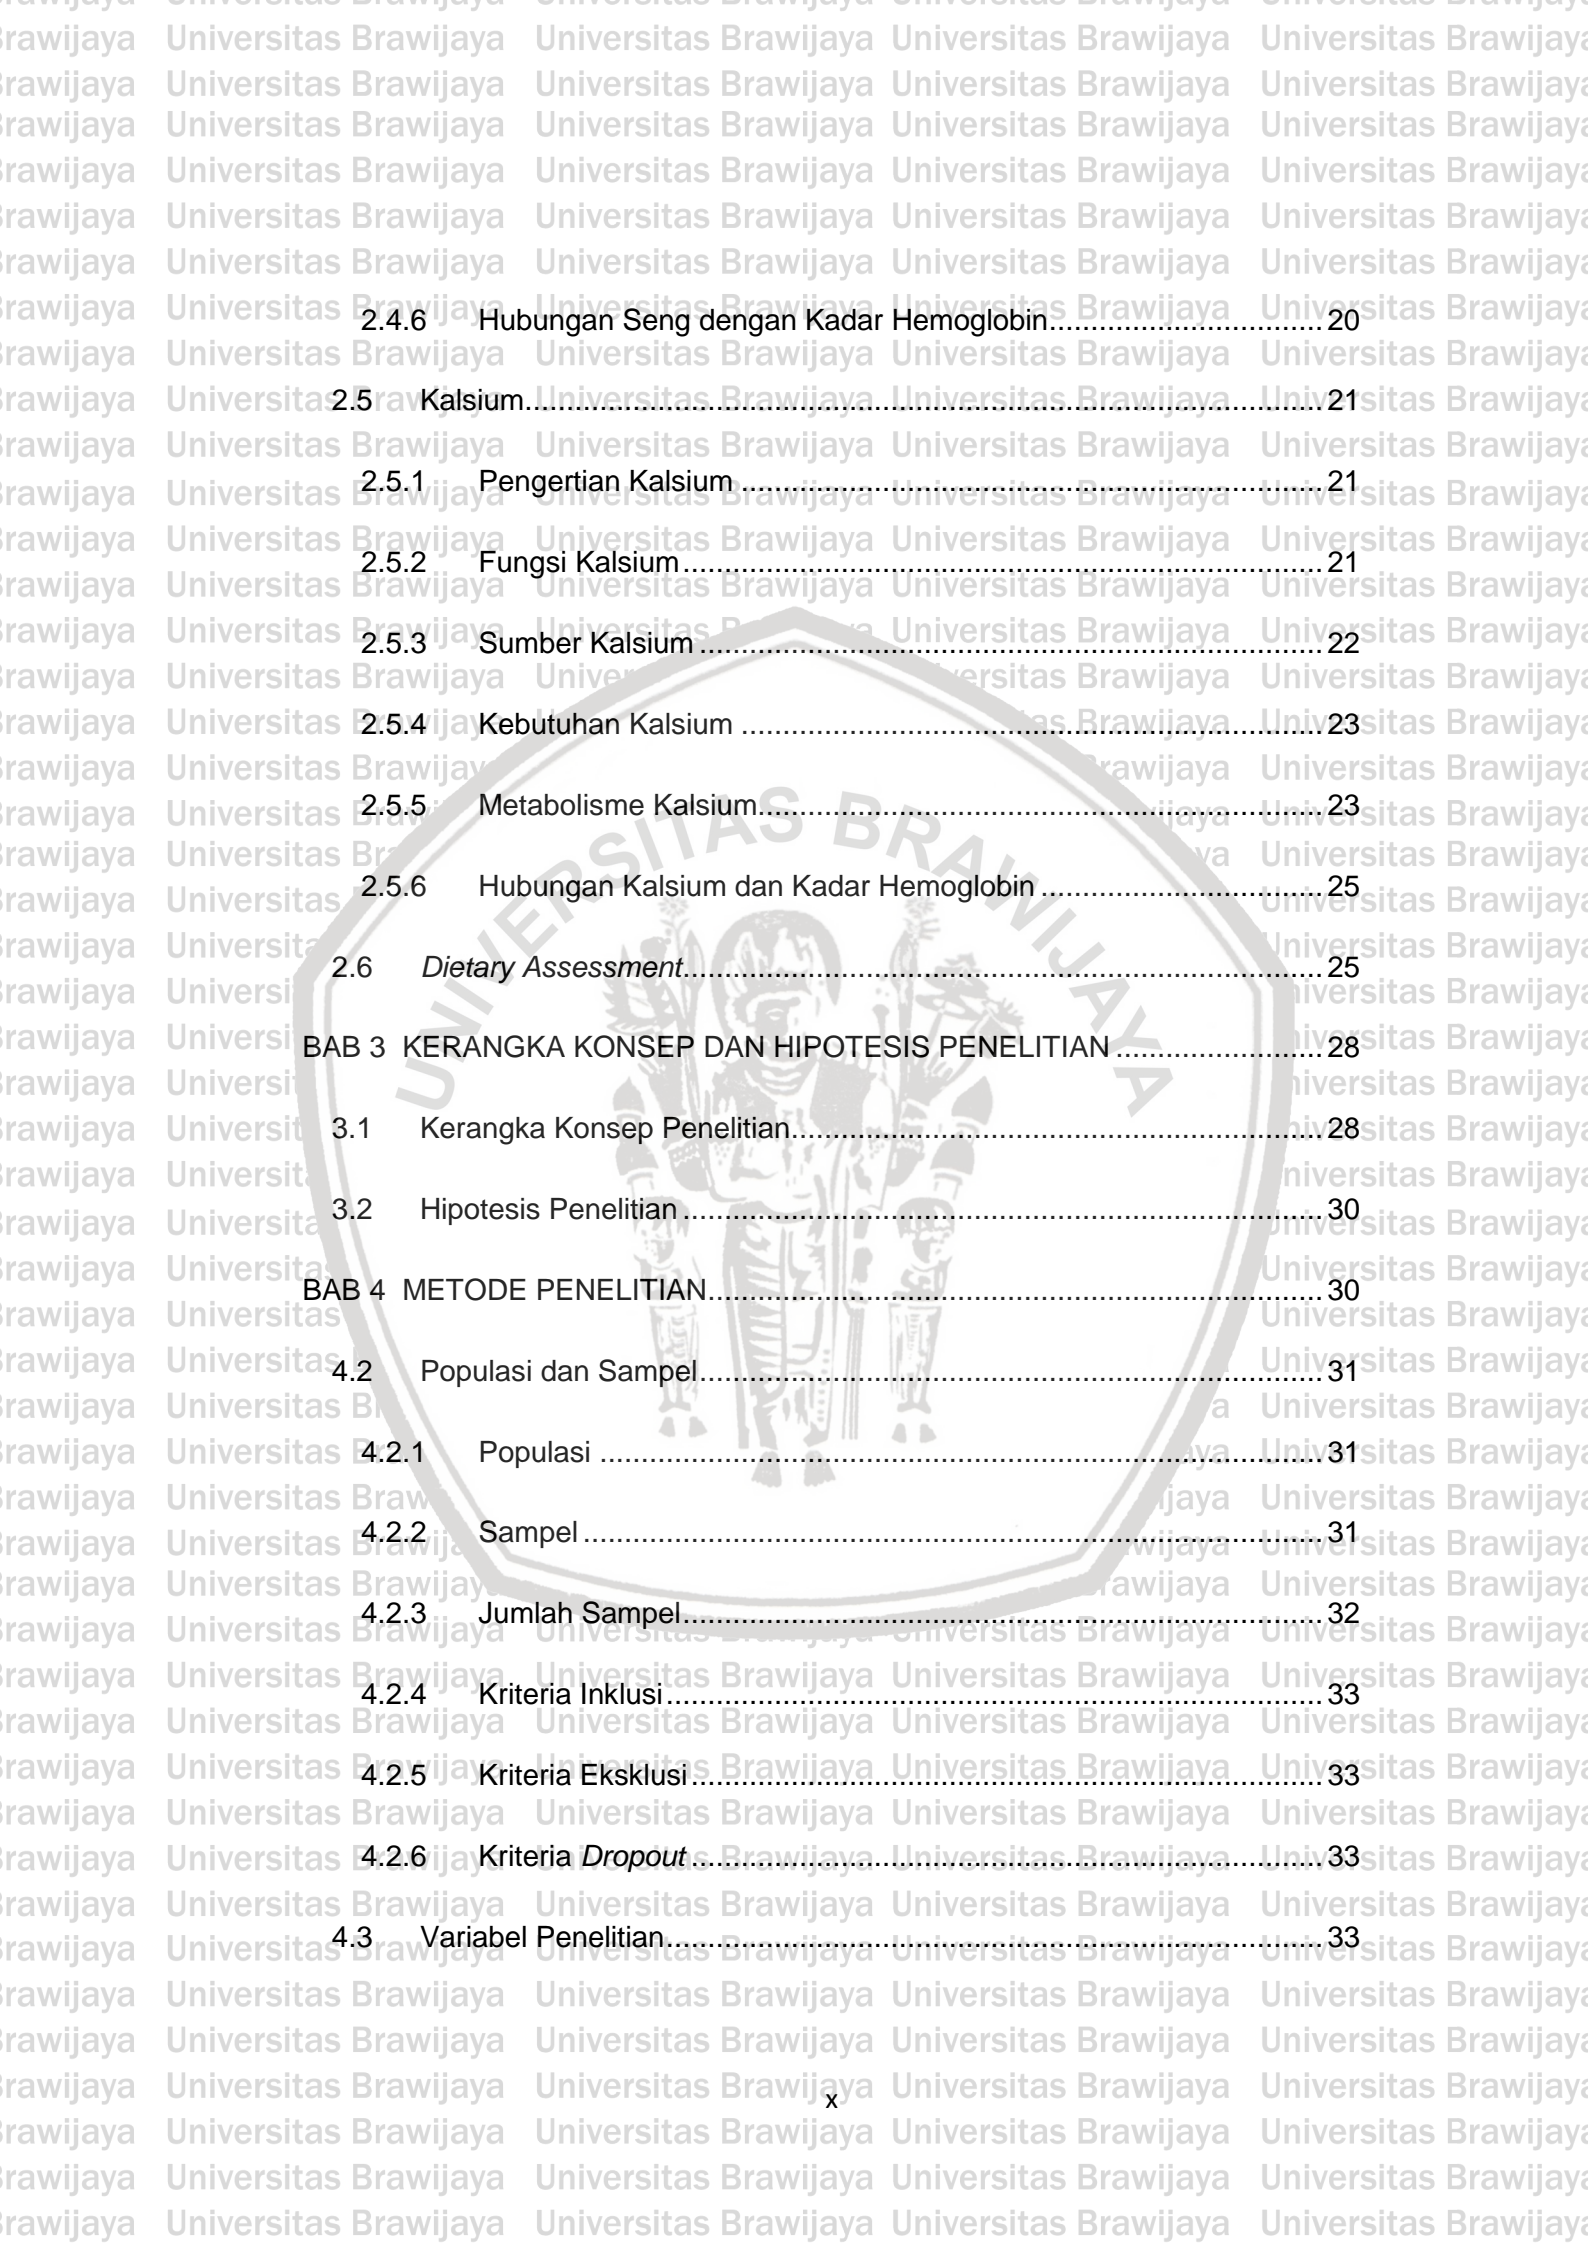 2.4.6 Hubungan Seng dengan Kadar Hemoglobin 20
2.5 Kalsium 21
2.5.1 Pengertian Kalsium 21
2.5.2 Fungsi Kalsium 21
2.5.3 Sumber Kalsium 22
2.5.4 Kebutuhan Kalsium 23
2.5.5 Metabolisme Kalsium 23
2.5.6 Hubungan Kalsium dan Kadar Hemoglobin 25
2.6 Dietary Assessment 25
BAB 3 KERANGKA KONSEP DAN HIPOTESIS PENELITIAN 28
3.1 Kerangka Konsep Penelitian 28
3.2 Hipotesis Penelitian 30
BAB 4 METODE PENELITIAN 30
4.2 Populasi dan Sampel 31
4.2.1 Populasi 31
4.2.2 Sampel 31
4.2.3 Jumlah Sampel 32
4.2.4 Kriteria Inklusi 33
4.2.5 Kriteria Eksklusi 33
4.2.6 Kriteria Dropout 33
4.3 Variabel Penelitian 33
x
UNIVERSITAS BRAWIJAYA